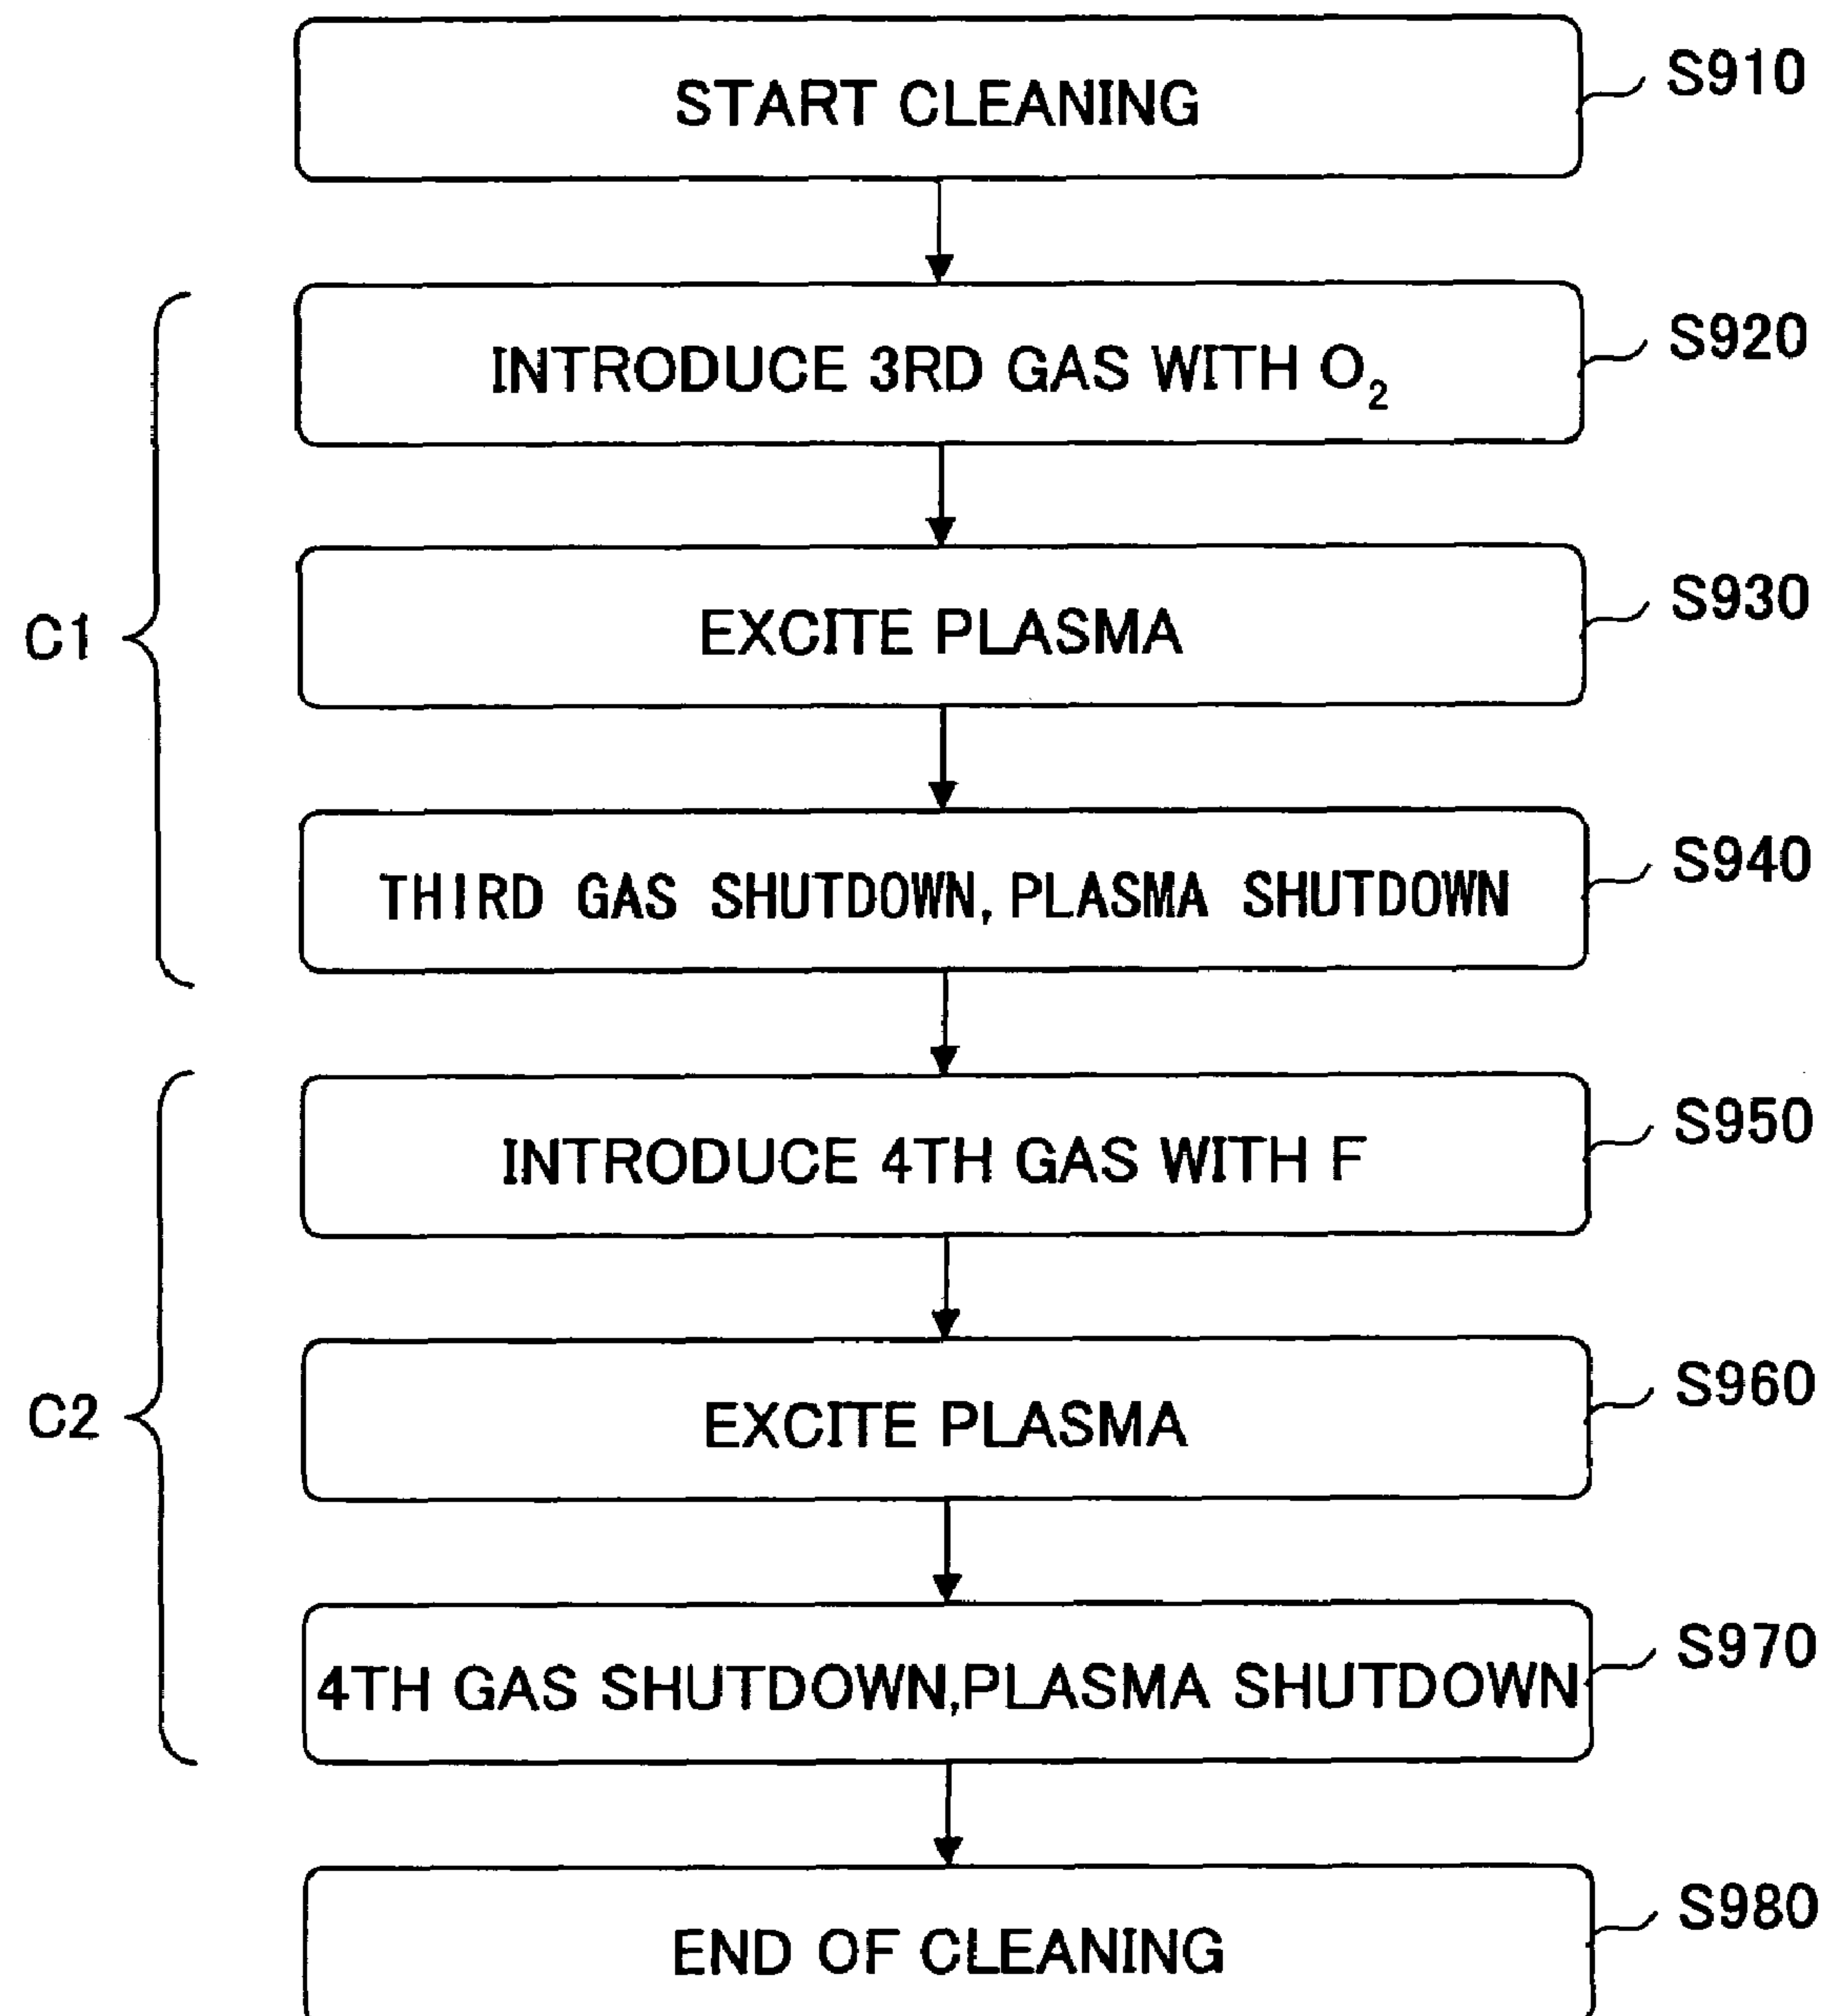 START CLEANING
S910
INTRODUCE 3RD GAS WITH O₂
S920
EXCITE PLASMA
S930
C1
THIRD GAS SHUTDOWN, PLASMA SHUTDOWN
S940
INTRODUCE 4TH GAS WITH F
S950
EXCITE PLASMA
S960
C2
4TH GAS SHUTDOWN,PLASMA SHUTDOWN
S970
END OF CLEANING
S980